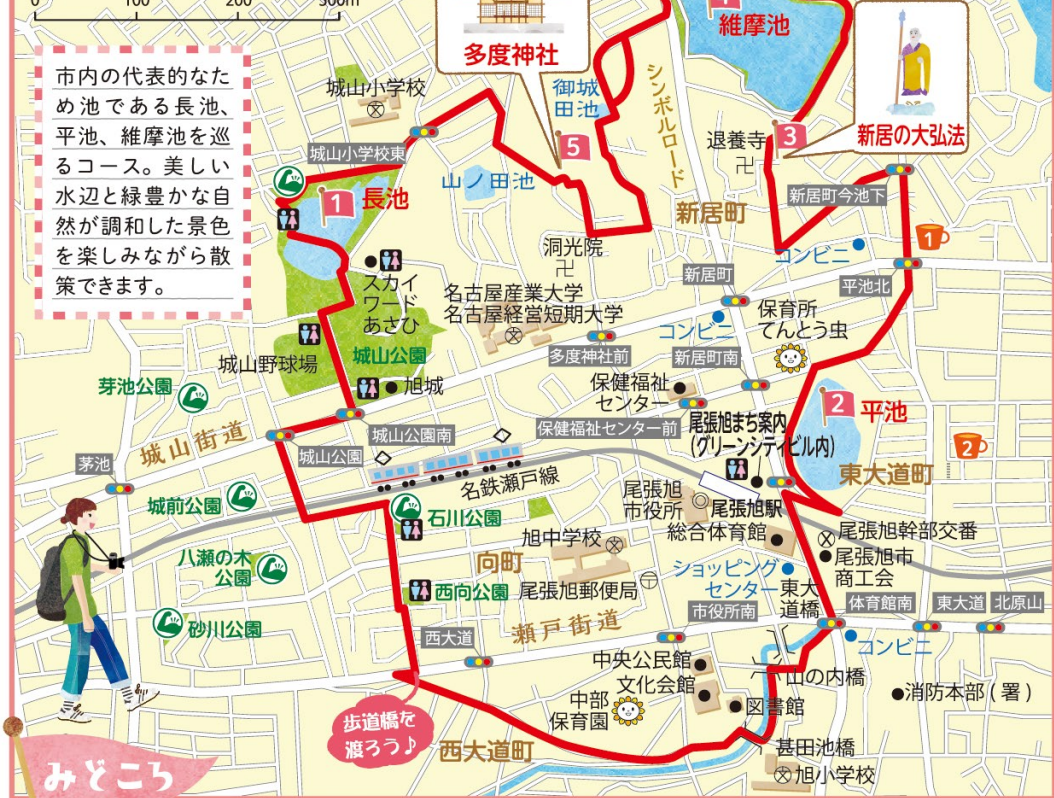 0
100
200
300m
多度神社
4
維摩池
市内の代表的なた
め池である長池、
平池、維摩池を巡
るコース。美しい
水辺と緑豊かな自
然が調和した景色
を楽しみながら散
策できます。
城山小学校
御城
田池
シンボルロード
退養寺
3
新居の大弘法
城山小学校東
5
山ノ田池
新居町
新居町今池下
1
長池
洞光院
コンビニ
1
スカイ
ワード
あさひ
名古屋産業大学
名古屋経営短期大学
新居町
平池北
コンビニ
保育所
てんとう虫
城山野球場
城山公園
多度神社前
新居町南
芽池公園
旭城
保健福祉
センター
2
平池
城山街道
城山公園南
保健福祉センター前
尾張旭まち案内
(グリーンシティビル内)
2
城山公園
芽池
名鉄瀬戸線
東大道町
城前公園
石川公園
尾張旭
市役所
尾張旭駅
総合体育館
尾張旭幹部交番
旭中学校
尾張旭市
商工会
八瀬の木
公園
向町
西向公園
尾張旭郵便局
ショッピング
センター
東大
道橋
体育館南
東大道
北原山
砂川公園
瀬戸街道
市役所南
西大道
コンビニ
中央公民館
山の内橋
文化会館
消防本部(署)
中部
保育園
図書館
歩道橋を
渡ろう♪
西大道町
甚田池橋
旭小学校
みどころ